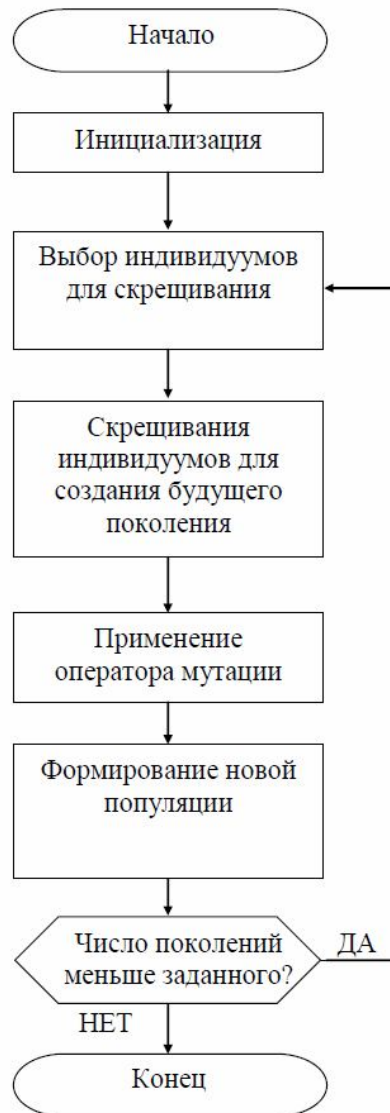 Начало
Инициализация
Выбор индивидуумов
для скрещивания
Скрещивания
индивидуумов для
создания будущего
поколения
Применение
оператора мутации
Формирование новой
популяции
Число поколений
меньше заданного?
ДА
НЕТ
Конец